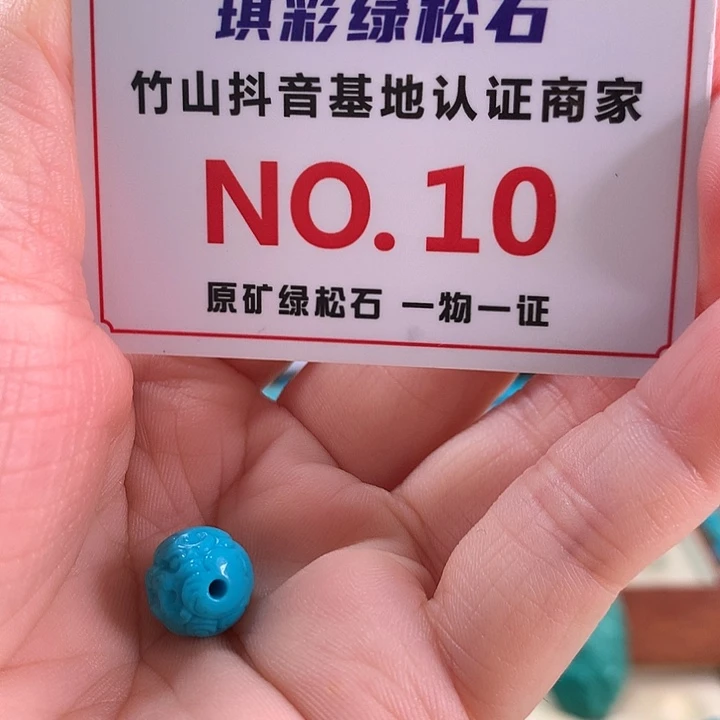 琪彩绿松石
竹山抖音基地认证商家
NO.10
原矿绿松石 一物一证